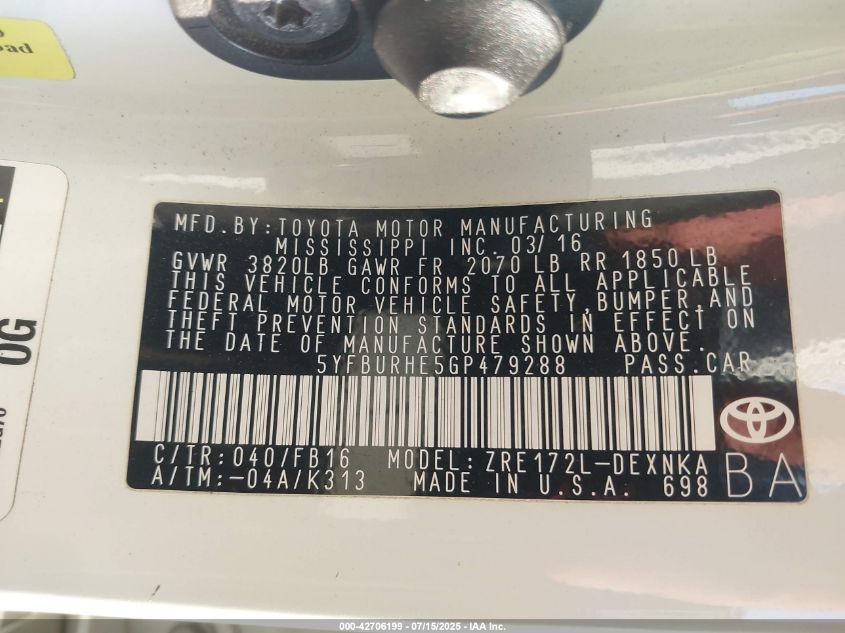 oad
OG
MFD.BY:TOYOTA MOTOR MANUFACTURING
MISSISSIPPI INC. 03/16
GVWR 3820LB GAWR FR 2070 LB RR 1850LB
THIS VEHICLE CONFORMS TO ALL APPLICABLE
FEDERAL MOTOR VEHICLE SAFETY,BUMPER,AND
THEFT PREVENTION STANDARDS IN EFFECT ON
THE DATE OF MANUFACTURE SHOWN ABOVE.
5YFBURHE5GP479288 PASS.CAR
C/TR:040/FB16 MODEL:ZRE172L-DEXNKA
A/TM:-04A/K313 MADE IN U.S.A. 698
BA
000-42706199 - 07/15/2025 - IAA Inc.